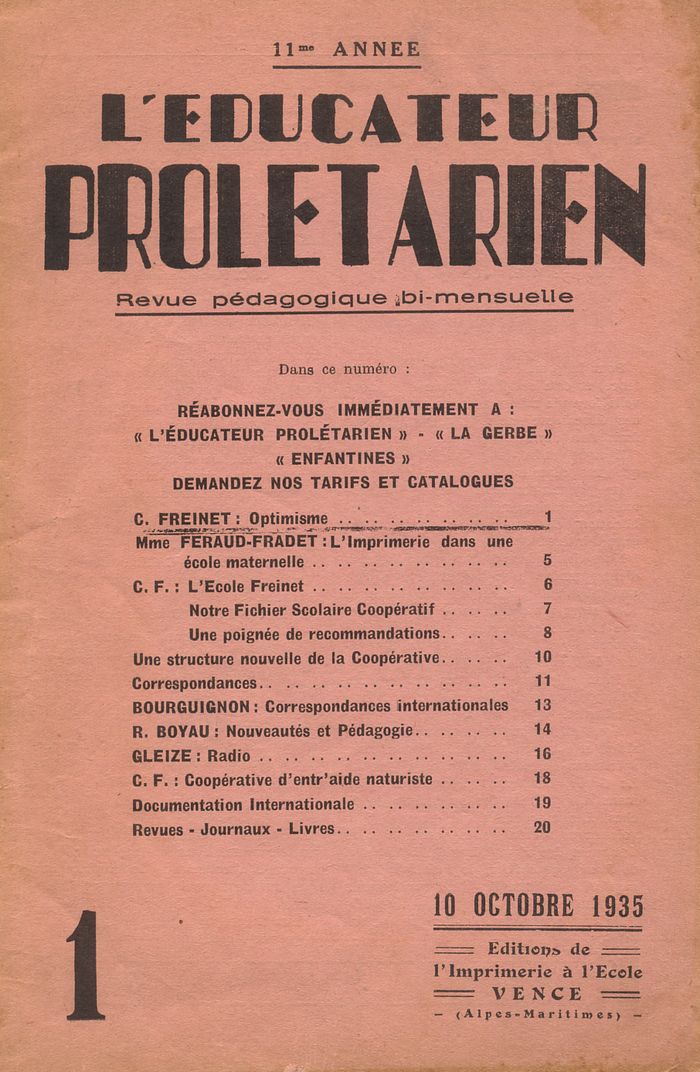 11me ANNEE
L'EDUCATEUR
PROLETARIEN
Revue pédagogique bi-mensuelle
Dans ce numéro :
RÉABONNEZ-VOUS IMMÉDIATEMENT A :
« L'ÉDUCATEUR PROLÉTARIEN » - « LA GERBE »
« ENFANTINES »
DEMANDEZ NOS TARIFS ET CATALOGUES
C. FREINET : Optimisme .. .. .. .. .. .. .. 1
Mme FERAUD-FRADET : L'Imprimerie dans une
école maternelle .. .. .. .. .. .. .. .. 5
C. F. : L'Ecole Freinet .. .. .. .. .. .. .. .. 6
Notre Fichier Scolaire Coopératif .. .. .. 7
Une poignée de recommandations.. .. .. 8
Une structure nouvelle de la Coopérative.. .. .. 10
Correspondances.. .. .. .. .. .. .. .. .. .. 11
BOURGUIGNON : Correspondances internationales 13
R. BOYAU : Nouveautés et Pédagogie.. .. .. .. 14
GLEIZE : Radio .. .. .. .. .. .. .. .. .. .. 16
C. F. : Coopérative d'entr'aide naturiste .. .. .. 18
Documentation Internationale .. .. .. .. .. .. 19
Revues - Journaux - Livres.. .. .. .. .. .. .. 20
1
10 OCTOBRE 1935
Editions de
l'Imprimerie à l'Ecole
VENCE
- (Alpes-Maritimes) -